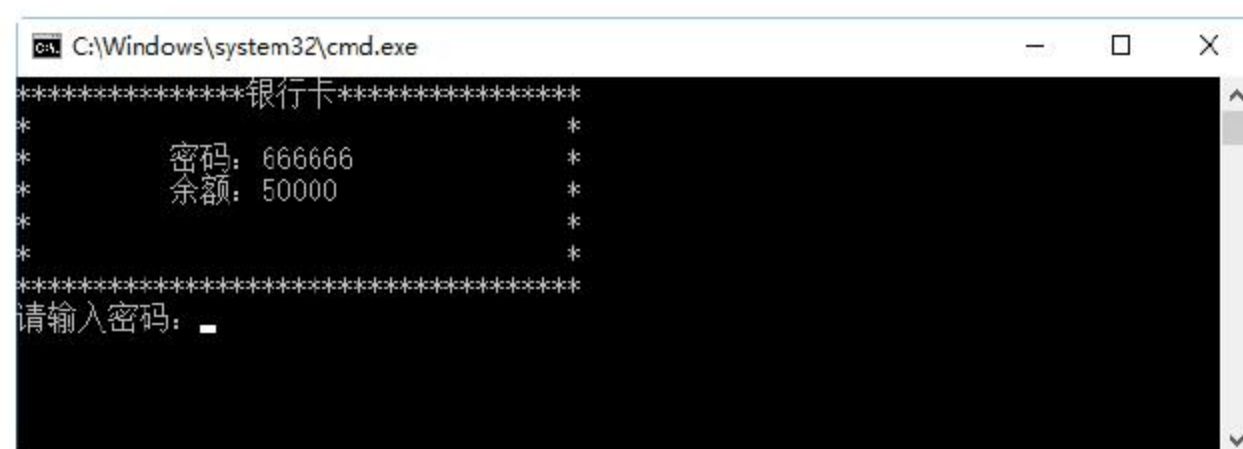 C:\Windows\system32\cmd.exe
***************银行卡****************
*                                   *
*         密码：666666              *
*         余额：50000               *
*                                   *
*                                   *
*************************************
请输入密码：